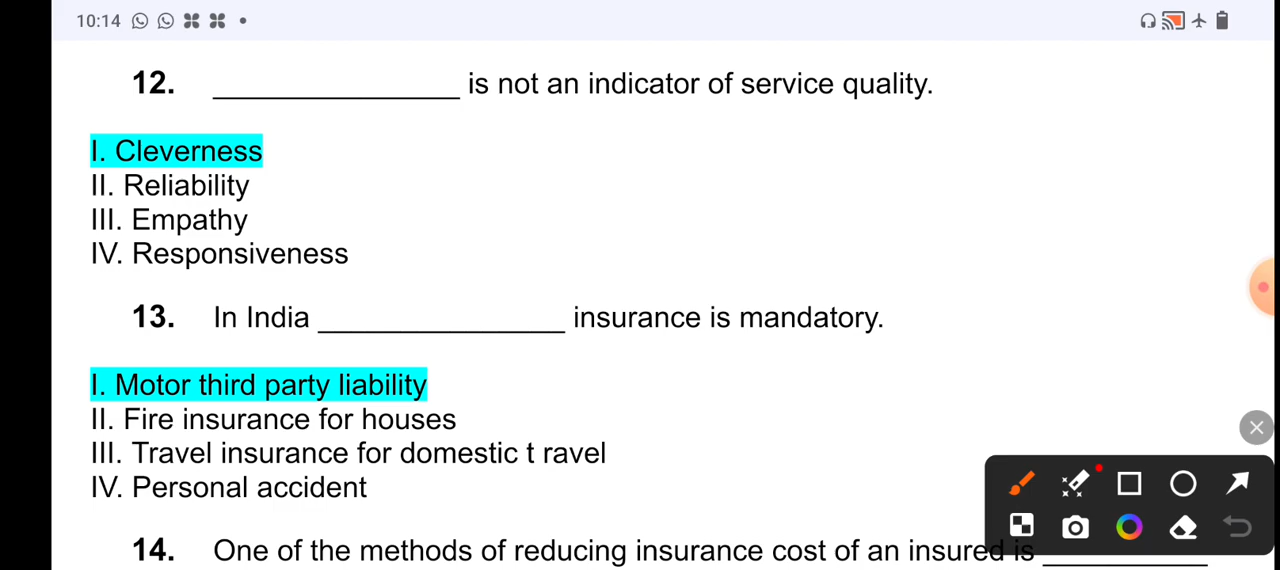 10:14
12. _______________ is not an indicator of service quality.
I. Cleverness
II. Reliability
III. Empathy
IV. Responsiveness
13. In India _______________ insurance is mandatory.
I. Motor third party liability
II. Fire insurance for houses
III. Travel insurance for domestic t ravel
IV. Personal accident
14. One of the methods of reducing insurance cost of an insured is __________